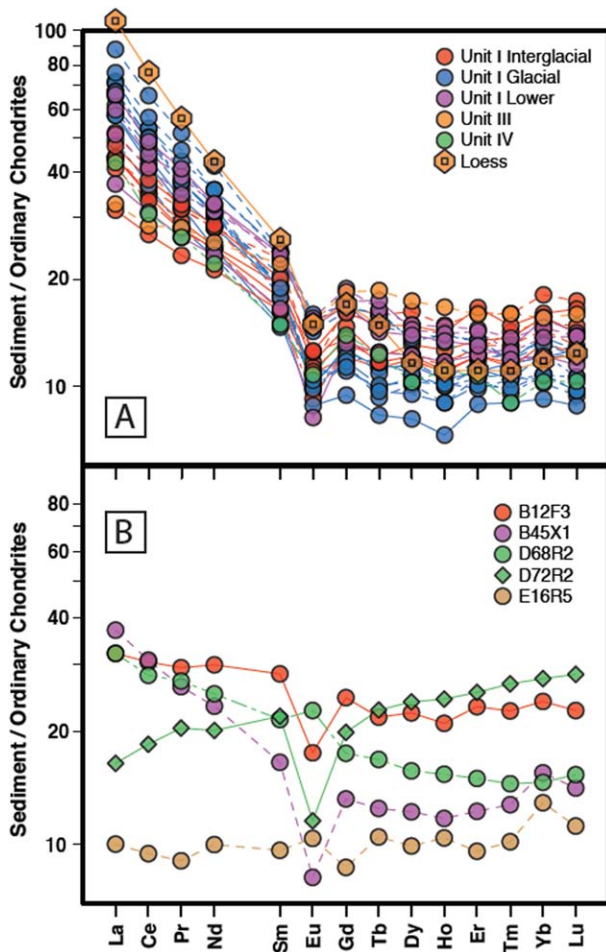 100
80
60
40
20
10
Sediment / Ordinary Chondrites
Unit I Interglacial
Unit I Glacial
Unit I Lower
Unit III
Unit IV
Loess
A
B
80
60
40
20
10
Sediment / Ordinary Chondrites
B12F3
B45X1
D68R2
D72R2
E16R5
La Ce Pr Nd Sm Eu Gd Tb Dy Ho Er Tm Yb Lu